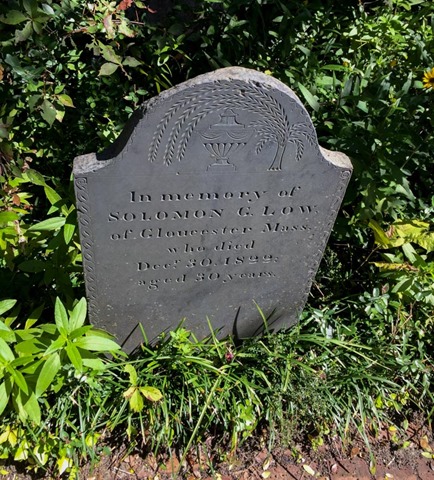 In memory of
SOLOMON G. LOW,
of Gloucester Mass.
who died
Decr. 30, 1822;
aged 30 years.